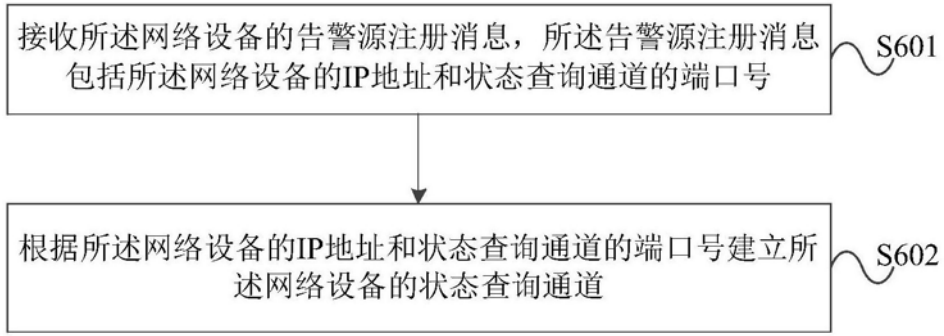 接收所述网络设备的告警源注册消息，所述告警源注册消息
包括所述网络设备的IP地址和状态查询通道的端口号
S601
根据所述网络设备的IP地址和状态查询通道的端口号建立所
述网络设备的状态查询通道
S602